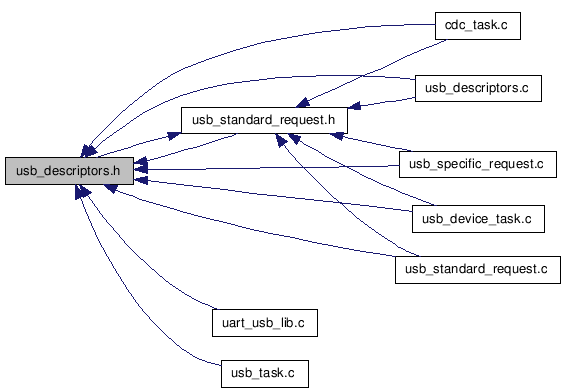 cdc_task.c
usb_descriptors.c
usb_standard_request.h
usb_specific_request.c
usb_descriptors.h
usb_device_task.c
usb_standard_request.c
uart_usb_lib.c
usb_task.c